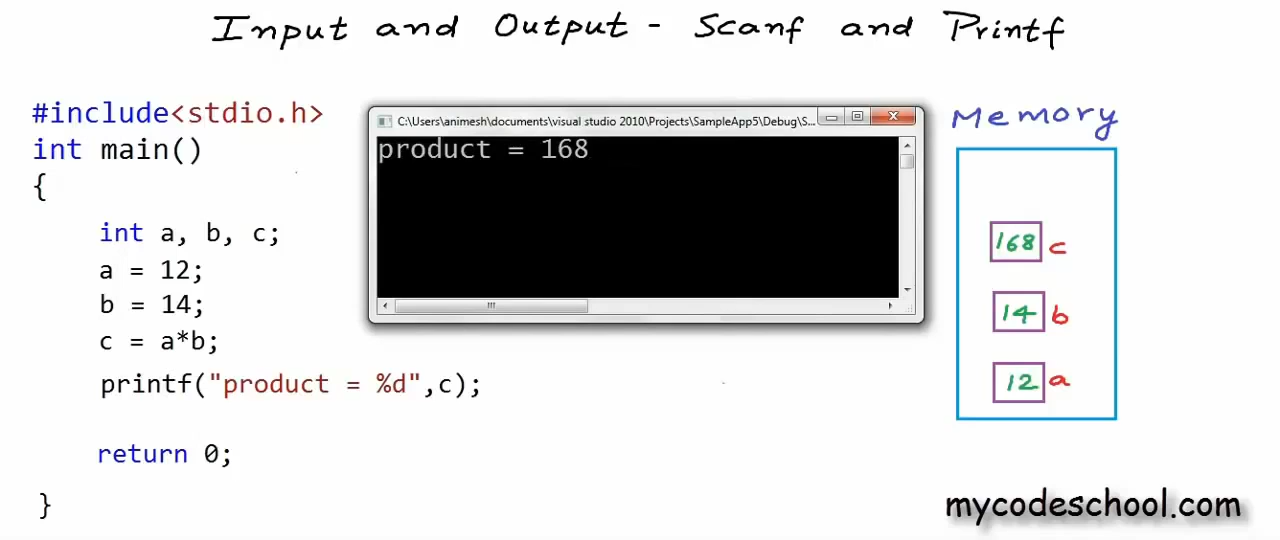 Input and Output - Scanf and Printf
#include<stdio.h>
int main()
{
int a, b, c;
a = 12;
b = 14;
c = a*b;
printf("product = %d",c);
return 0;
}
C:\Users\animesh\documents\visual studio 2010\Projects\SampleApp5\Debug\S...
product = 168
Memory
168 c
14 b
12 a
mycodeschool.com